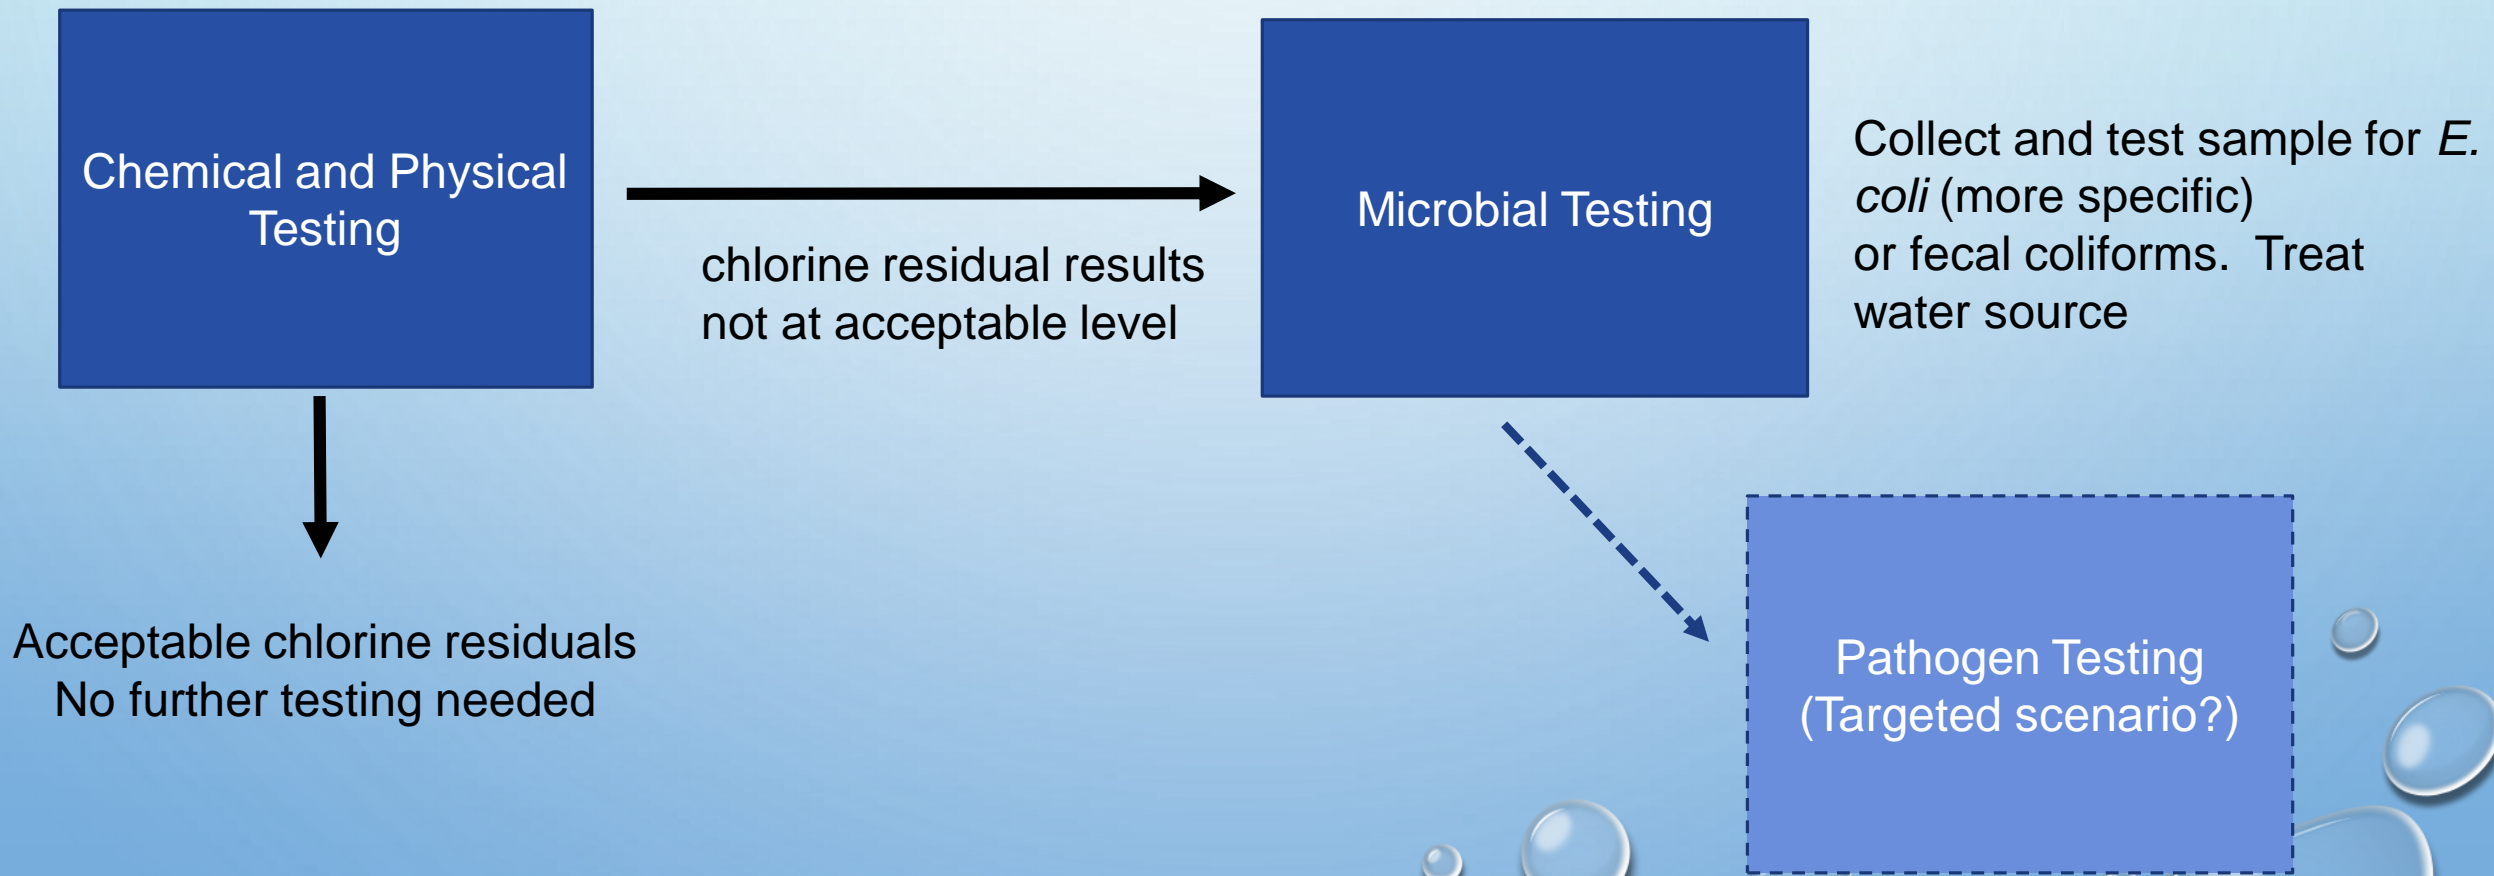 Chemical and Physical
Testing
chlorine residual results
not at acceptable level
Microbial Testing
Collect and test sample for E.
coli (more specific)
or fecal coliforms.  Treat
water source
Acceptable chlorine residuals
No further testing needed
Pathogen Testing
(Targeted scenario?)